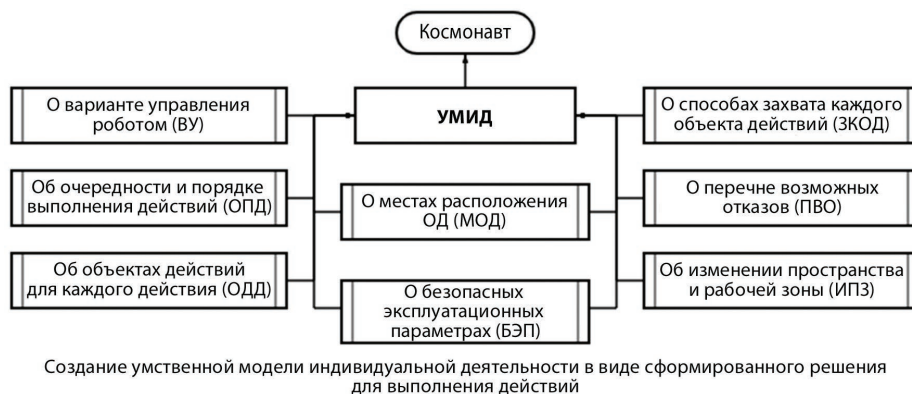 Космонавт
О варианте управления
роботом (ВУ)
УМИД
О способах захвата каждого
объекта действий (ЗКОД)
Об очередности и порядке
выполнения действий (ОПД)
О местах расположения
ОД (МОД)
О перечне возможных
отказов (ПВО)
Об объектах действий
для каждого действия (ОДД)
О безопасных
эксплуатационных
параметрах (БЭП)
Об изменении пространства
и рабочей зоны (ИПЗ)
Создание умственной модели индивидуальной деятельности в виде сформированного решения
для выполнения действий